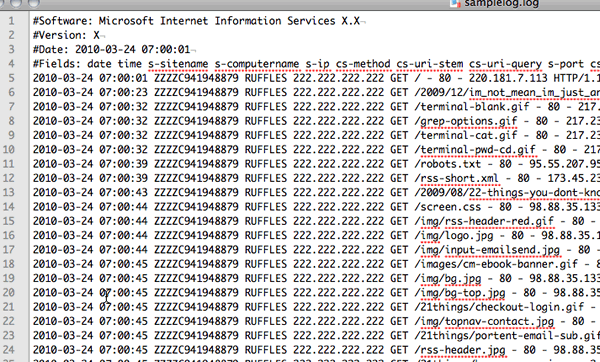 samplelog.log
1 #Software: Microsoft Internet Information Services X.X
2 #Version: X
3 #Date: 2010-03-24 07:00:01
4 #Fields: date time s-sitename s-computername s-ip cs-method cs-uri-stem cs-uri-query s-port cs
5 2010-03-24 07:00:01 ZZZZC941948879 RUFFLES 222.222.222.222 GET / - 80 - 220.181.7.113 HTTP/1.1
6 2010-03-24 07:00:23 ZZZZC941948879 RUFFLES 222.222.222.222 GET /2009/12/im_not_mean_im_just_an
7 2010-03-24 07:00:32 ZZZZC941948879 RUFFLES 222.222.222.222 GET /terminal-blank.gif - 80 - 217.23
8 2010-03-24 07:00:32 ZZZZC941948879 RUFFLES 222.222.222.222 GET /grep-options.gif - 80 - 217.23
9 2010-03-24 07:00:32 ZZZZC941948879 RUFFLES 222.222.222.222 GET /terminal-cat.gif - 80 - 217.23
10 2010-03-24 07:00:32 ZZZZC941948879 RUFFLES 222.222.222.222 GET /terminal-pwd-cd.gif - 80 - 217
11 2010-03-24 07:00:39 ZZZZC941948879 RUFFLES 222.222.222.222 GET /robots.txt - 80 - 95.55.207.95
12 2010-03-24 07:00:39 ZZZZC941948879 RUFFLES 222.222.222.222 GET /rss-short.xml - 80 - 173.45.23
13 2010-03-24 07:00:43 ZZZZC941948879 RUFFLES 222.222.222.222 GET /2009/08/22-things-you-dont-kno
14 2010-03-24 07:00:44 ZZZZC941948879 RUFFLES 222.222.222.222 GET /screen.css - 80 - 98.88.35.133
15 2010-03-24 07:00:44 ZZZZC941948879 RUFFLES 222.222.222.222 GET /img/rss-header-red.gif - 80 -
16 2010-03-24 07:00:44 ZZZZC941948879 RUFFLES 222.222.222.222 GET /img/logo.jpg - 80 - 98.88.35.1
17 2010-03-24 07:00:44 ZZZZC941948879 RUFFLES 222.222.222.222 GET /img/input-emailsend.jpg - 80 -
18 2010-03-24 07:00:45 ZZZZC941948879 RUFFLES 222.222.222.222 GET /images/cm-ebook-banner.gif -
19 2010-03-24 07:00:45 ZZZZC941948879 RUFFLES 222.222.222.222 GET /img/bg.jpg - 80 - 98.88.35.133
20 2010-03-24 07:00:45 ZZZZC941948879 RUFFLES 222.222.222.222 GET /img/bg-top.jpg - 80 - 98.88.35
21 2010-03-24 07:00:45 ZZZZC941948879 RUFFLES 222.222.222.222 GET /21things/checkout-login.gif -
22 2010-03-24 07:00:45 ZZZZC941948879 RUFFLES 222.222.222.222 GET /img/topnav-contact.jpg - 80 -
23 2010-03-24 07:00:45 ZZZZC941948879 RUFFLES 222.222.222.222 GET /21things/portent-email-sub.gif
24 2010-03-24 07:00:45 ZZZZC941948879 RUFFLES 222.222.222.222 GET /rss-header.jpg - 80 - 98.88.35